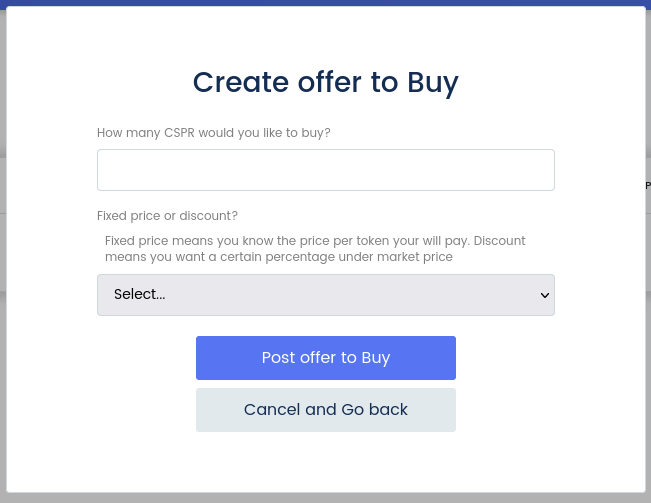 Create offer to Buy
How many CSPR would you like to buy?
Fixed price or discount?
Fixed price means you know the price per token your will pay. Discount
means you want a certain percentage under market price
Select...
Post offer to Buy
Cancel and Go back